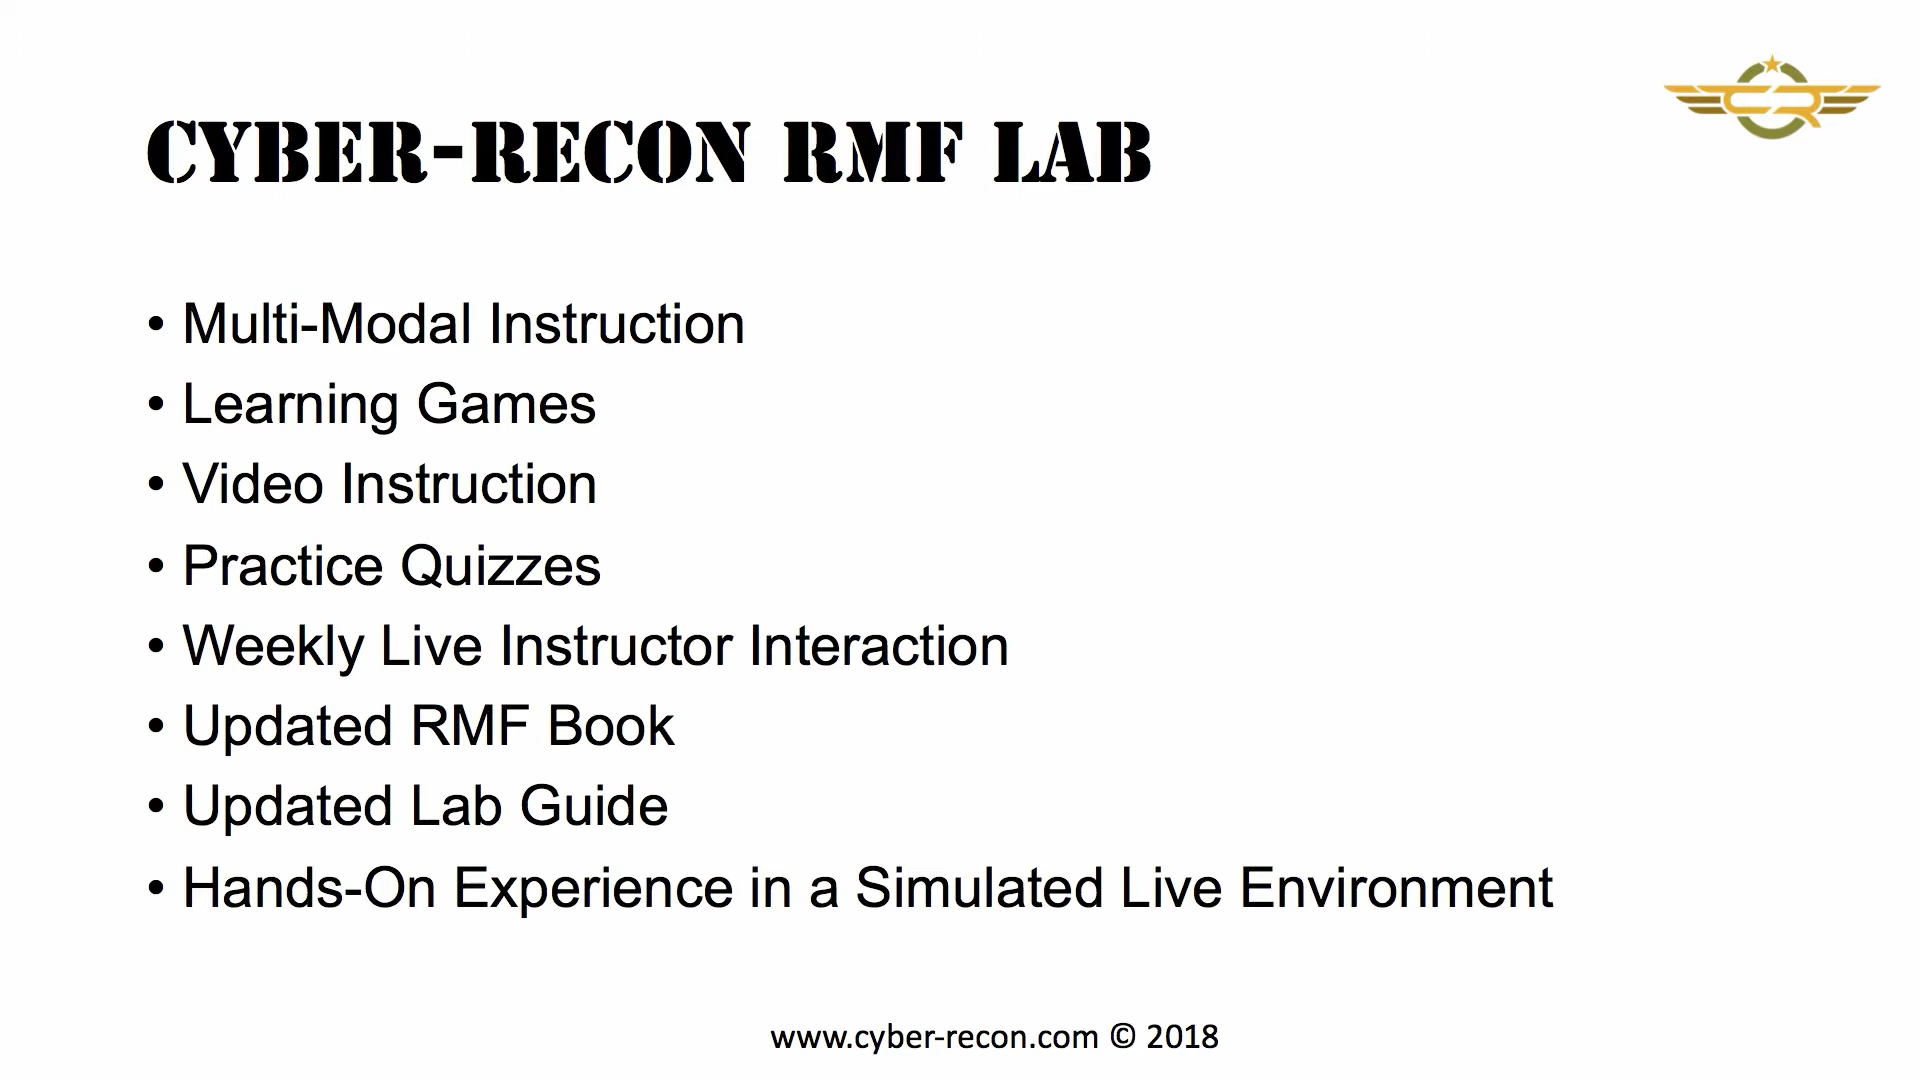 CYBER-RECON RMF LAB
• Multi-Modal Instruction
• Learning Games
• Video Instruction
• Practice Quizzes
• Weekly Live Instructor Interaction
• Updated RMF Book
• Updated Lab Guide
• Hands-On Experience in a Simulated Live Environment
www.cyber-recon.com © 2018